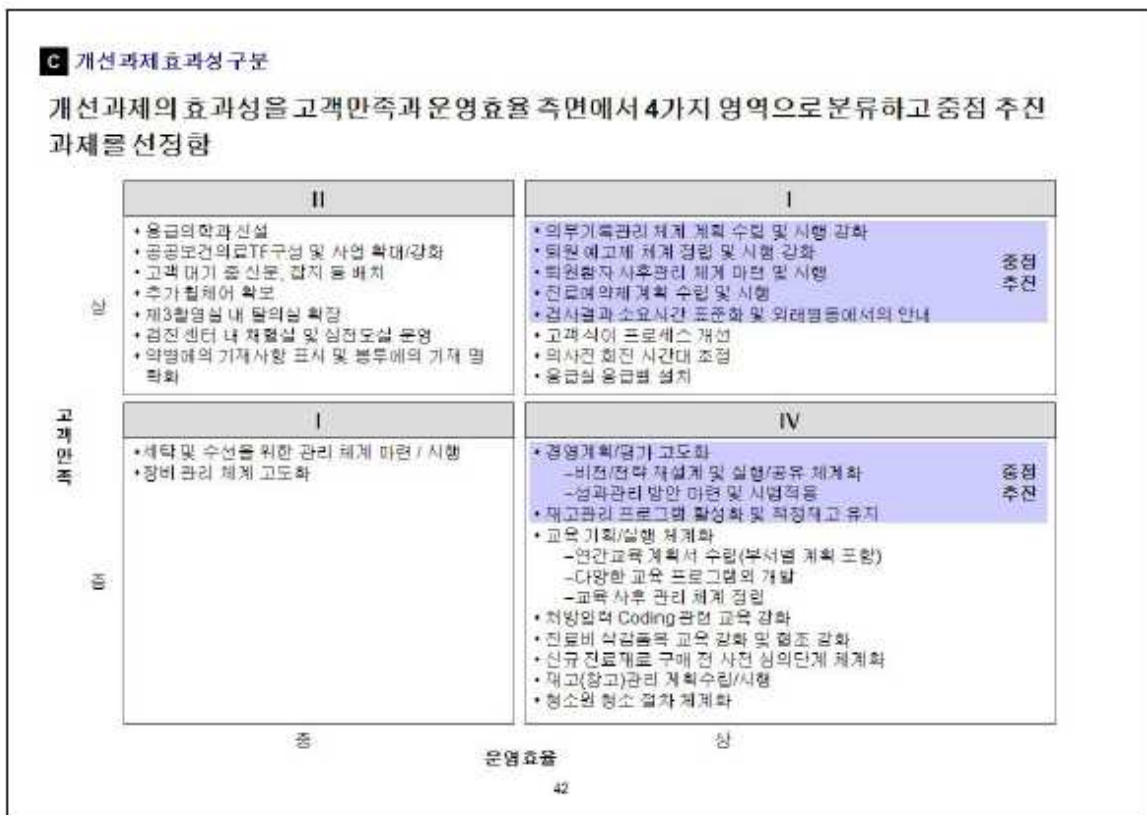 C 개선과제효과성구분
개선과제의 효과성을 고객만족과 운영효율 측면에서 4가지 영역으로 분류하고 중점 추진
과제를 선정함
II
• 응급의학과 신설
• 공공보건의료TF구성 및 사업 확대/강화
• 고객 대기 중 신문, 잡지 등 배치
• 추가 휠체어 확보
• 제3촬영실 내 탈의실 확장
• 검진 센터 내 채혈실 및 심전도실 운영
• 약병에의 기재사항 표시 및 봉투에의 기재 명
확화
I
• 의무기록관리 체계 계획 수립 및 시행 강화
• 퇴원 예고제 체계 정립 및 시행 강화
• 퇴원환자 사후관리 체계 마련 및 시행
• 진료예약제 계획 수립 및 시행
• 검사결과 소요시간 표준화 및 외래병동에서의 안내
중점
추진
• 고객식이 프로세스 개선
• 의사진 회진 시간대 조정
• 응급실 응급벨 설치
상
고객만족
I
• 세탁 및 수선을 위한 관리 체계 마련 / 시행
• 장비 관리 체계 고도화
IV
• 경영계획/평가 고도화
–비전/전략 재설계 및 실행/공유 체계화
–성과관리 방안 마련 및 시범적용
• 재고관리 프로그램 활성화 및 적정재고 유지
중점
추진
• 교육 기획/실행 체계화
–연간교육 계획서 수립(부서별 계획 포함)
–다양한 교육 프로그램의 개발
–교육 사후 관리 체계 정립
• 처방입력 Coding 관련 교육 강화
• 진료비 삭감품목 교육 강화 및 협조 강화
• 신규 진료재료 구매 전 사전 심의단계 체계화
• 재고(창고)관리 계획수립/시행
• 청소원 청소 절차 체계화
중
중
상
운영효율
42